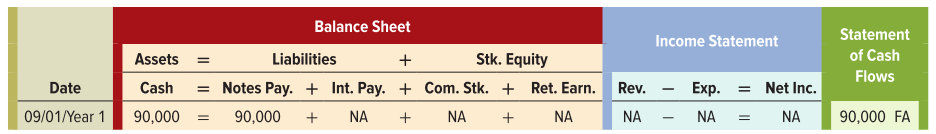 Balance Sheet
Income Statement
Statement
of Cash
Flows
Assets = Liabilities + Stk. Equity
Date Cash = Notes Pay. + Int. Pay. + Com. Stk. + Ret. Earn. Rev. − Exp. = Net Inc.
09/01/Year 1 90,000 = 90,000 + NA + NA + NA NA − NA = NA 90,000 FA